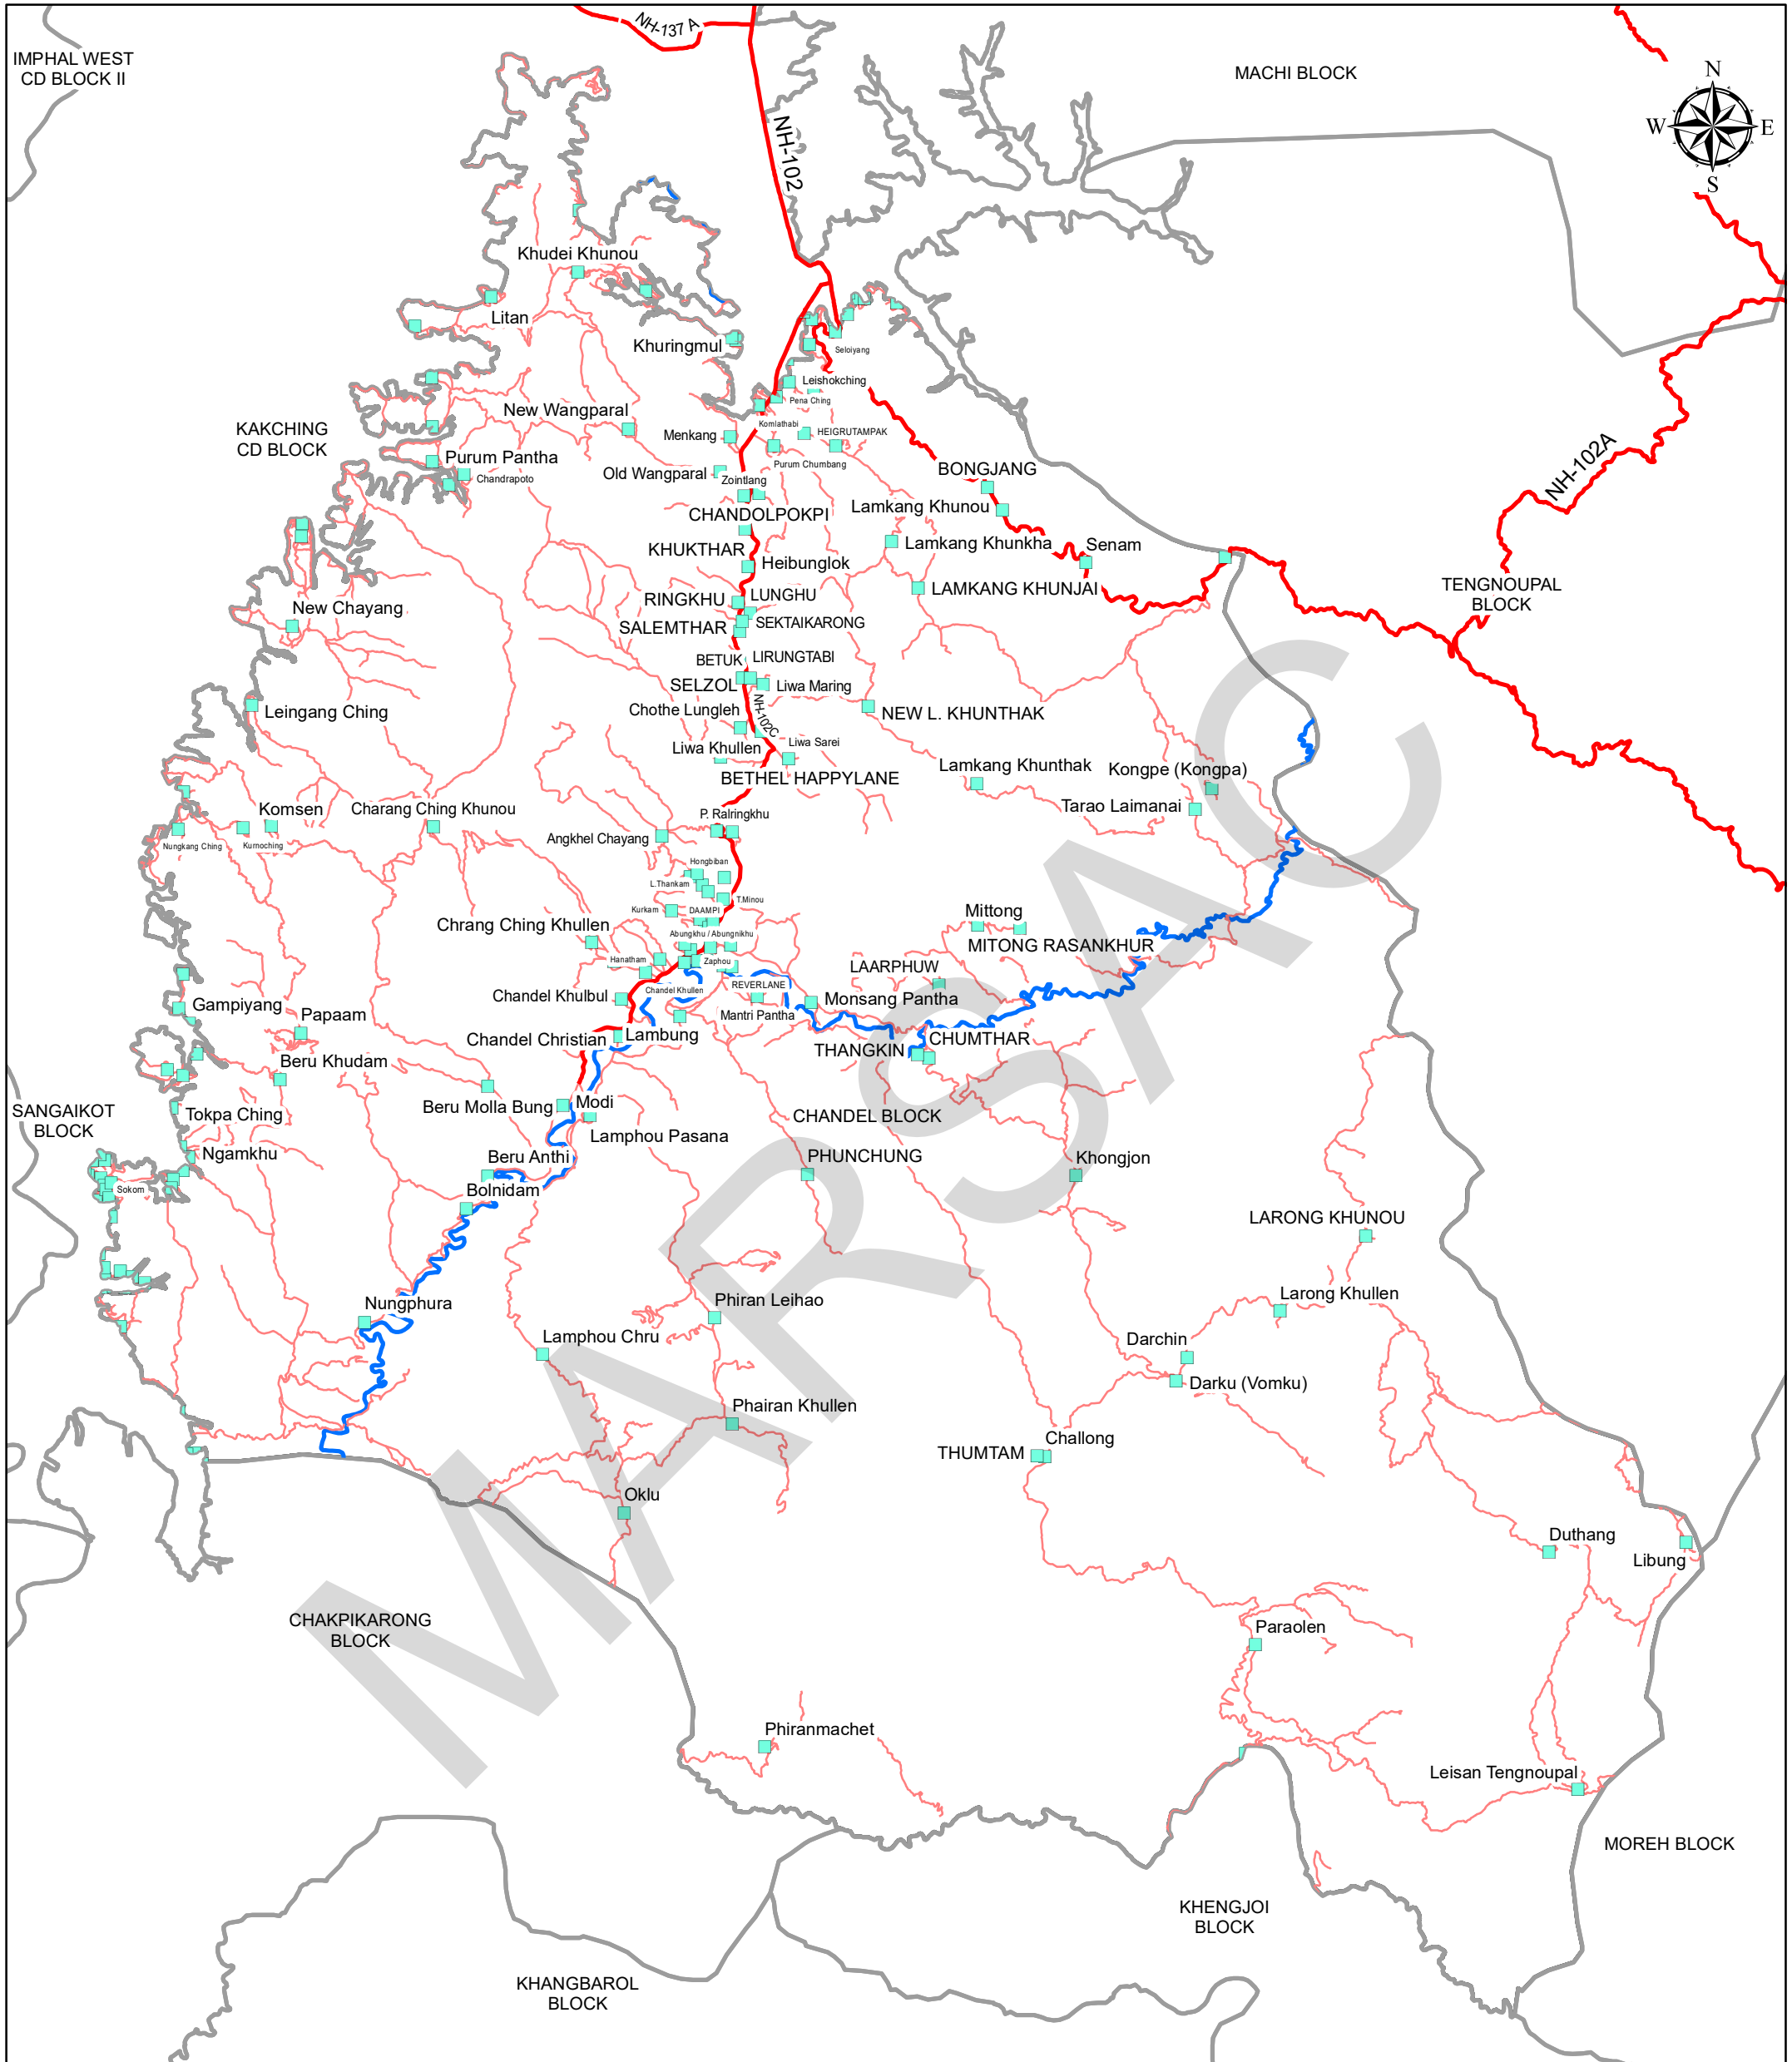 NH-137 A
IMPHAL WEST
CD BLOCK II
MACHI BLOCK
N
W
E
S
NH-102
Khudei Khunou
Litan
Khuringmul
Seloiyang
Leishokching
Pena Ching
New Wangparal
KAKCHING
CD BLOCK
Menkang
Komlathabi
HEIGRUTAMPAK
Purum Chumbang
Purum Pantha
Chandrapoto
Old Wangparal
Zointlang
BONGJANG
NH-102A
CHANDOLPOKPI
Lamkang Khunou
KHUKTHAR
Heibunglok
Lamkang Khunkha
Senam
TENGNOUPAL
BLOCK
LAMKANG KHUNJAI
RINGKHU
LUNGHU
New Chayang
SALEMTHAR
SEKTAIKARONG
BETUK
LIRUNGTABI
SELZOL
Liwa Maring
Leingang Ching
Chothe Lungleh
NH-102C
NEW L. KHUNTHAK
Liwa Khullen
Liwa Sarei
BETHEL HAPPYLANE
Lamkang Khunthak
Kongpe (Kongpa)
Tarao Laimanai
Komsen
Charang Ching Khunou
P. Ralringkhu
Angkhel Chayang
Nungkang Ching
Kurnoching
Hongbiban
L.Thankam
T.Minou
Kurkam
DAAMPI
Chrang Ching Khullen
Abungkhu / Abungnikhu
Mittong
MITONG RASANKHUR
Hanatham
Zaphou
LAARPHUW
Chandel Khulbul
Chandel Khullen
REVERLANE
Monsang Pantha
Mantri Pantha
Gampiyang
Papaam
Chandel Christian
Lambung
THANGKIN
CHUMTHAR
Beru Khudam
SANGAIKOT
BLOCK
Tokpa Ching
Beru Molla Bung
Modi
CHANDEL BLOCK
Lamphou Pasana
Ngamkhu
Beru Anthi
PHUNCHUNG
Khongjon
Sokom
Bolnidam
LARONG KHUNOU
Nungphura
Phiran Leihao
Larong Khullen
Lamphou Chru
Darchin
Darku (Vomku)
Phairan Khullen
Challong
THUMTAM
Oklu
Duthang
Libung
CHAKPIKARONG
BLOCK
Paraolen
Phiranmachet
Leisan Tengnoupal
MOREH BLOCK
KHENGJOI
BLOCK
KHANGBAROL
BLOCK
MARSAC